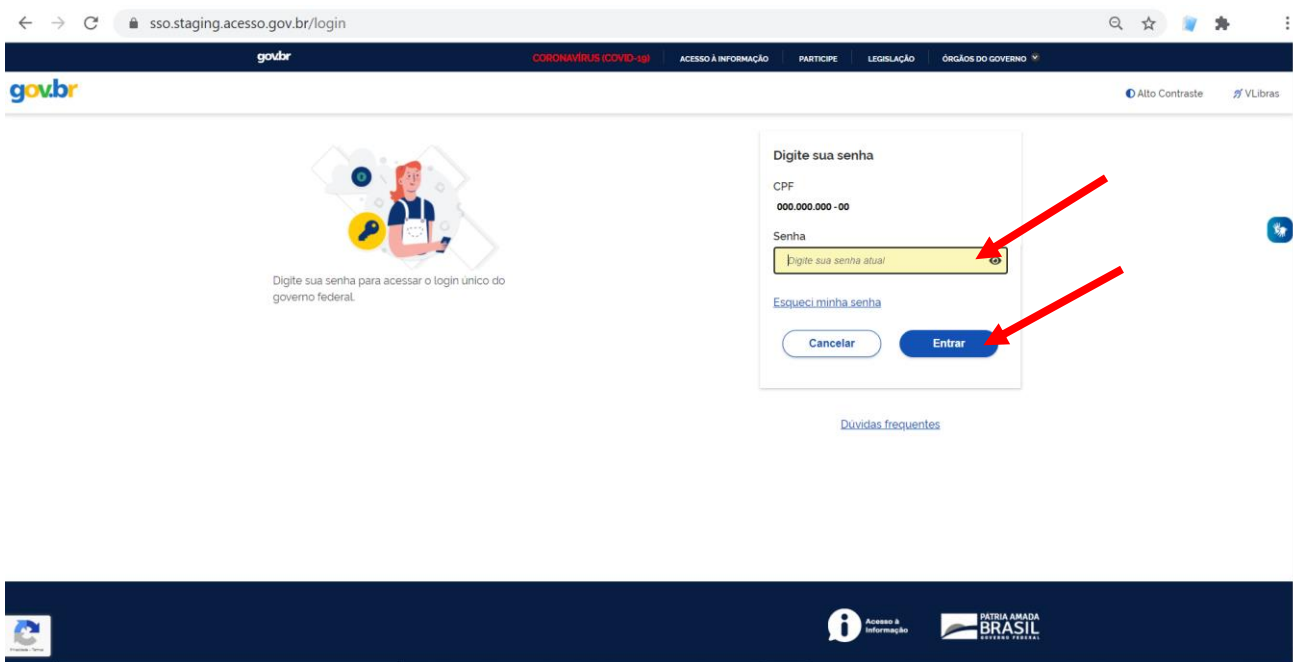 sso.staging.acesso.gov.br/login
gov.br CORONAVÍRUS (COVID-19) ACESSO À INFORMAÇÃO PARTICIPE LEGISLAÇÃO ÓRGÃOS DO GOVERNO
gov.br Alto Contraste VLibras
Digite sua senha
CPF
000.000.000 -00
Senha
Digite sua senha atual
Digite sua senha para acessar o login único do
governo federal.
Esqueci minha senha
Cancelar Entrar
Dúvidas frequentes
Acesso à
Informação
PÁTRIA AMADA
BRASIL
GOVERNO FEDERAL